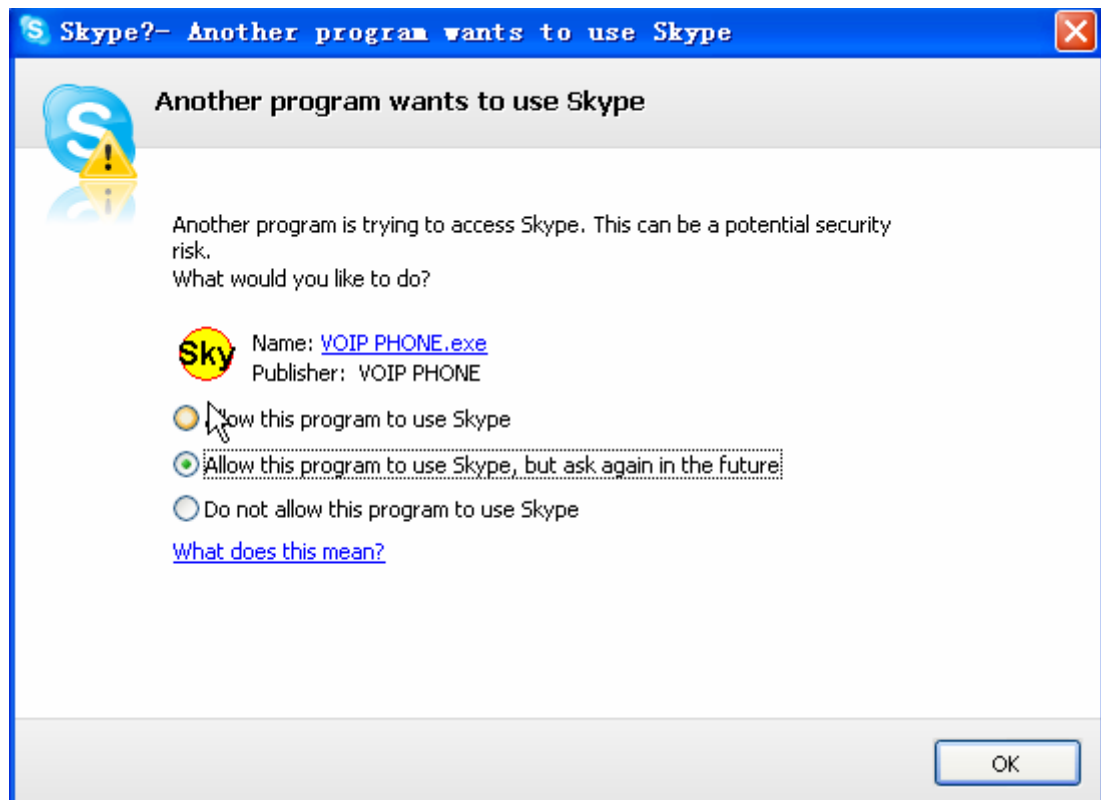 Skype?- Another program wants to use Skype
Another program wants to use Skype
Another program is trying to access Skype. This can be a potential security
risk.
What would you like to do?
Sky
Name: VOIP PHONE.exe
Publisher: VOIP PHONE
Allow this program to use Skype
Allow this program to use Skype, but ask again in the future
Do not allow this program to use Skype
What does this mean?
OK